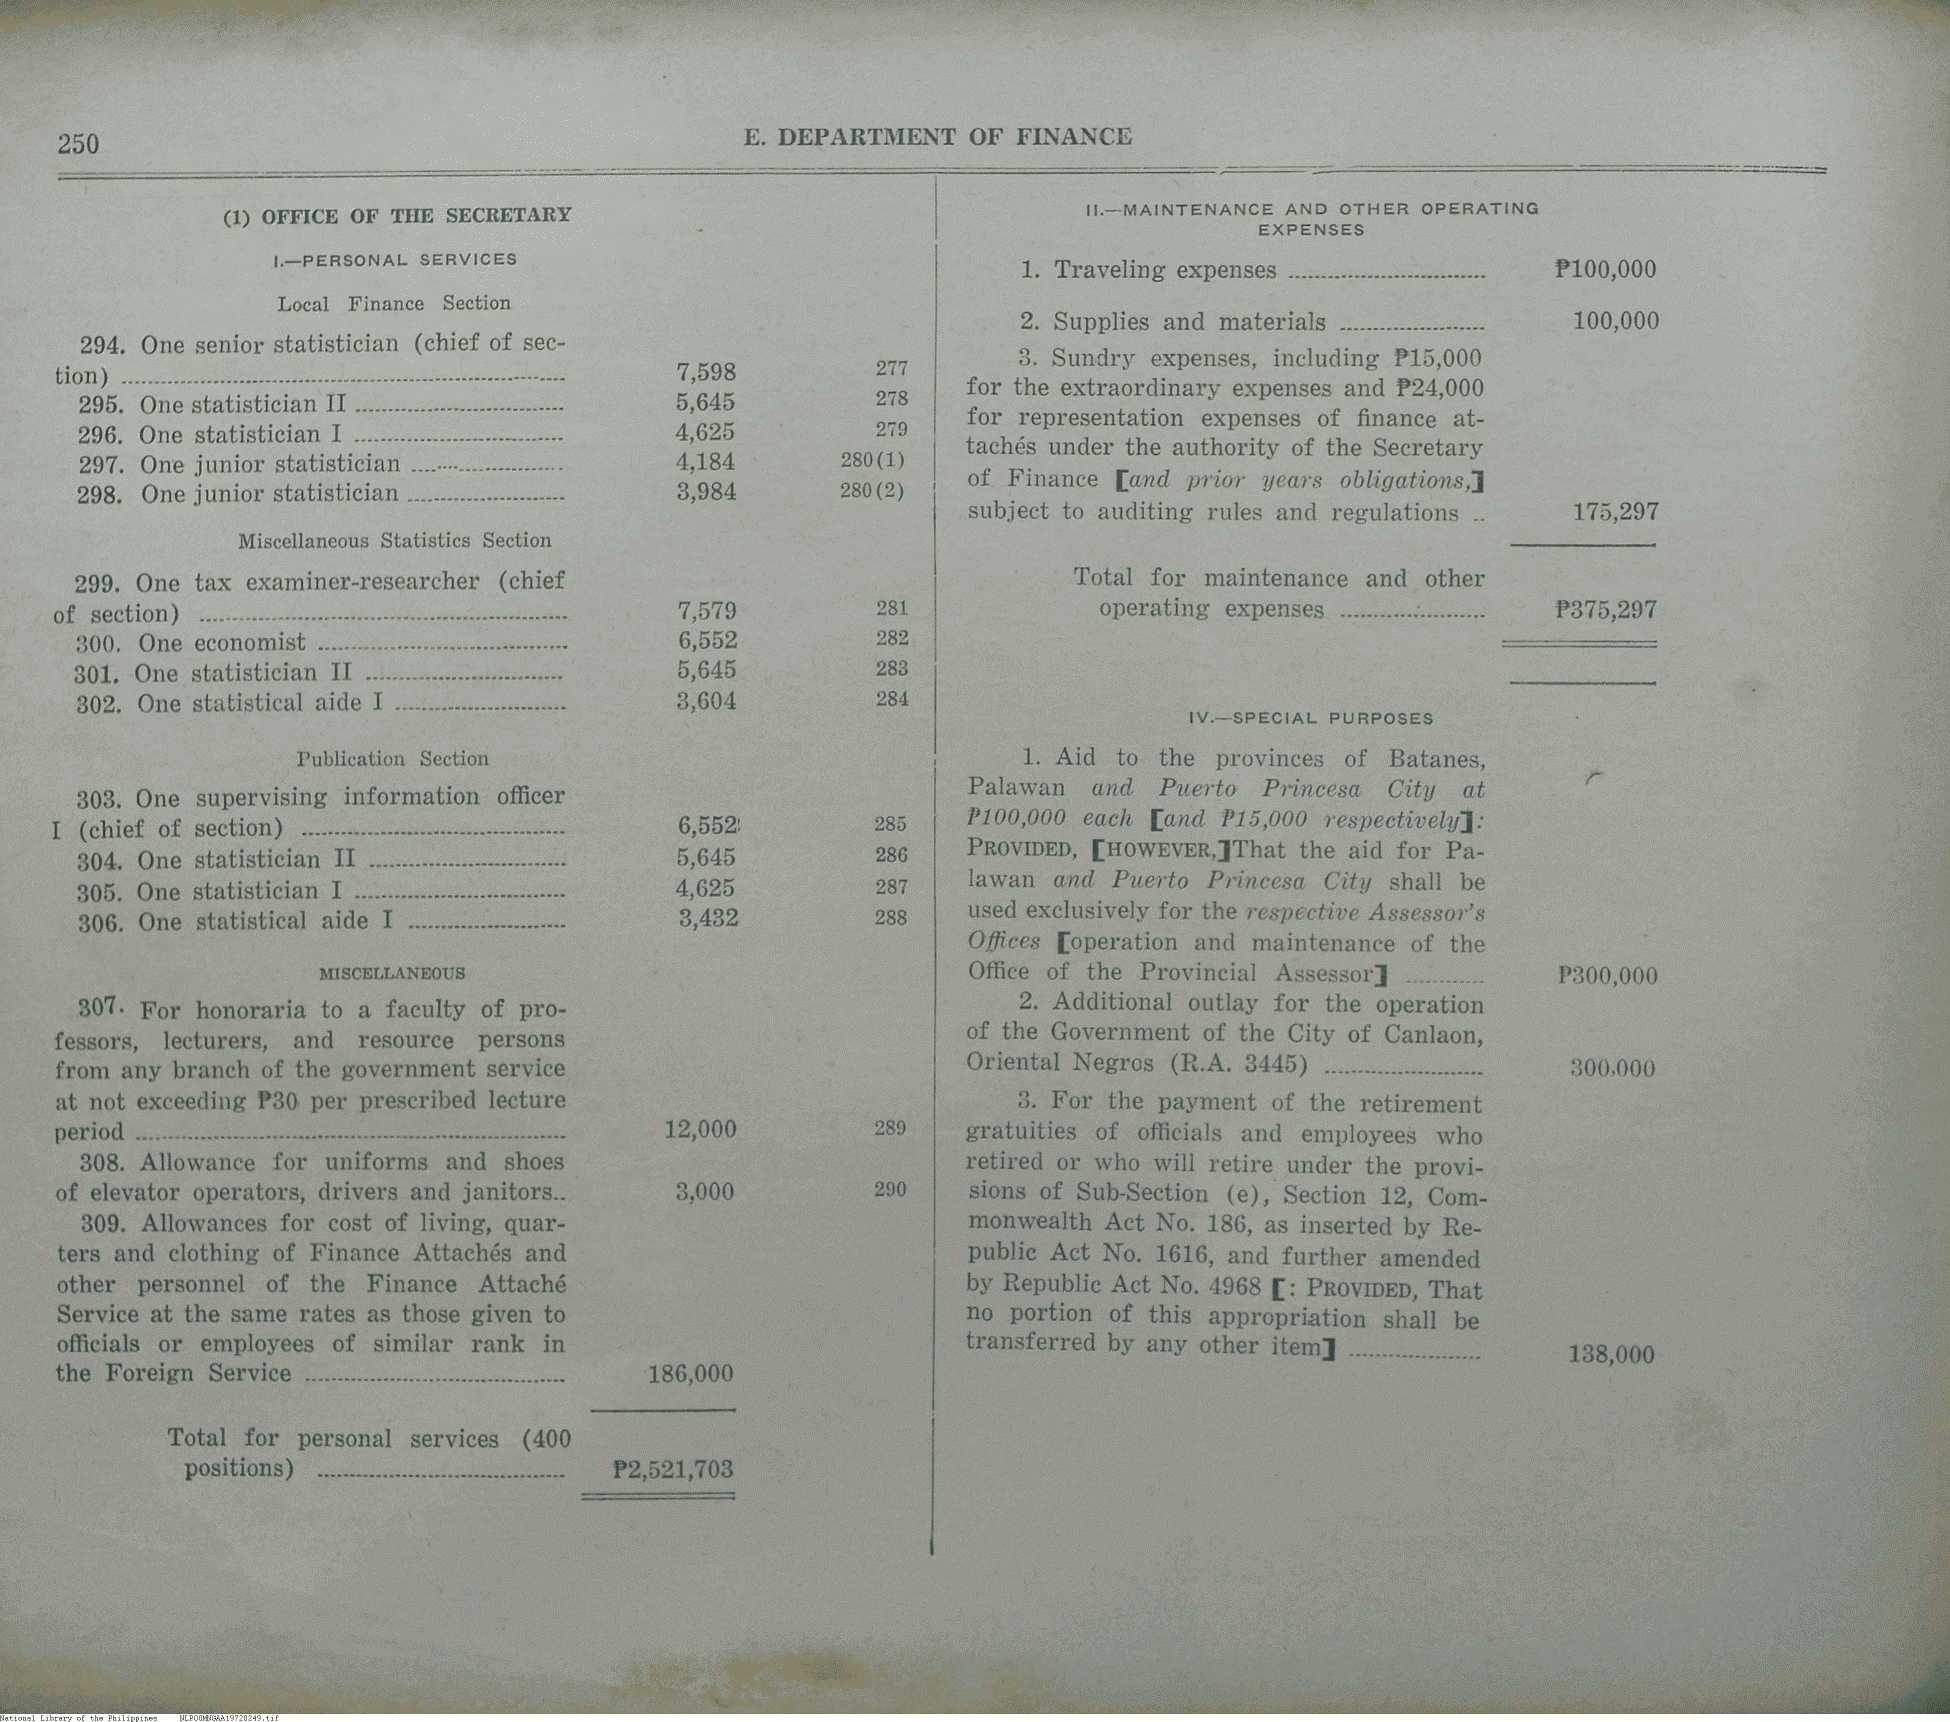 250
E. DEPARTMENT OF FINANCE
(1) OFFICE OF THE SECRETARY
I.—PERSONAL SERVICES
Local Finance Section
294. One senior statistician (chief of sec-
tion) ........ 7,598 277
295. One statistician II ........ 5,645 278
296. One statistician I ........ 4,625 279
297. One junior statistician ........ 4,184 280(1)
298. One junior statistician ........ 3,984 280(2)
Miscellaneous Statistics Section
299. One tax examiner-researcher (chief
of section) ........ 7,579 281
300. One economist ........ 6,552 282
301. One statistician II ........ 5,645 283
302. One statistical aide I ........ 3,604 284
Publication Section
303. One supervising information officer
I (chief of section) ........ 6,552 285
304. One statistician II ........ 5,645 286
305. One statistician I ........ 4,625 287
306. One statistical aide I ........ 3,432 288
MISCELLANEOUS
307. For honoraria to a faculty of pro-
fessors, lecturers, and resource persons
from any branch of the government service
at not exceeding ₱30 per prescribed lecture
period ........ 12,000 289
308. Allowance for uniforms and shoes
of elevator operators, drivers and janitors.. 3,000 290
309. Allowances for cost of living, quar-
ters and clothing of Finance Attachés and
other personnel of the Finance Attaché
Service at the same rates as those given to
officials or employees of similar rank in
the Foreign Service ........ 186,000
Total for personal services (400
positions) ........ ₱2,521,703
II.—MAINTENANCE AND OTHER OPERATING
EXPENSES
1. Traveling expenses ........ ₱100,000
2. Supplies and materials ........ 100,000
3. Sundry expenses, including ₱15,000
for the extraordinary expenses and ₱24,000
for representation expenses of finance at-
tachés under the authority of the Secretary
of Finance [and prior years obligations,]
subject to auditing rules and regulations .. 175,297
Total for maintenance and other
operating expenses ........ ₱375,297
IV.—SPECIAL PURPOSES
1. Aid to the provinces of Batanes,
Palawan and Puerto Princesa City at
₱100,000 each [and ₱15,000 respectively]:
PROVIDED, [HOWEVER,]That the aid for Pa-
lawan and Puerto Princesa City shall be
used exclusively for the respective Assessor's
Offices [operation and maintenance of the
Office of the Provincial Assessor] ........ ₱300,000
2. Additional outlay for the operation
of the Government of the City of Canlaon,
Oriental Negros (R.A. 3445) ........ 300,000
3. For the payment of the retirement
gratuities of officials and employees who
retired or who will retire under the provi-
sions of Sub-Section (e), Section 12, Com-
monwealth Act No. 186, as inserted by Re-
public Act No. 1616, and further amended
by Republic Act No. 4968 [: PROVIDED, That
no portion of this appropriation shall be
transferred by any other item] ........ 138,000
National Library of the Philippines NLPO0MNGAA19720249.tif